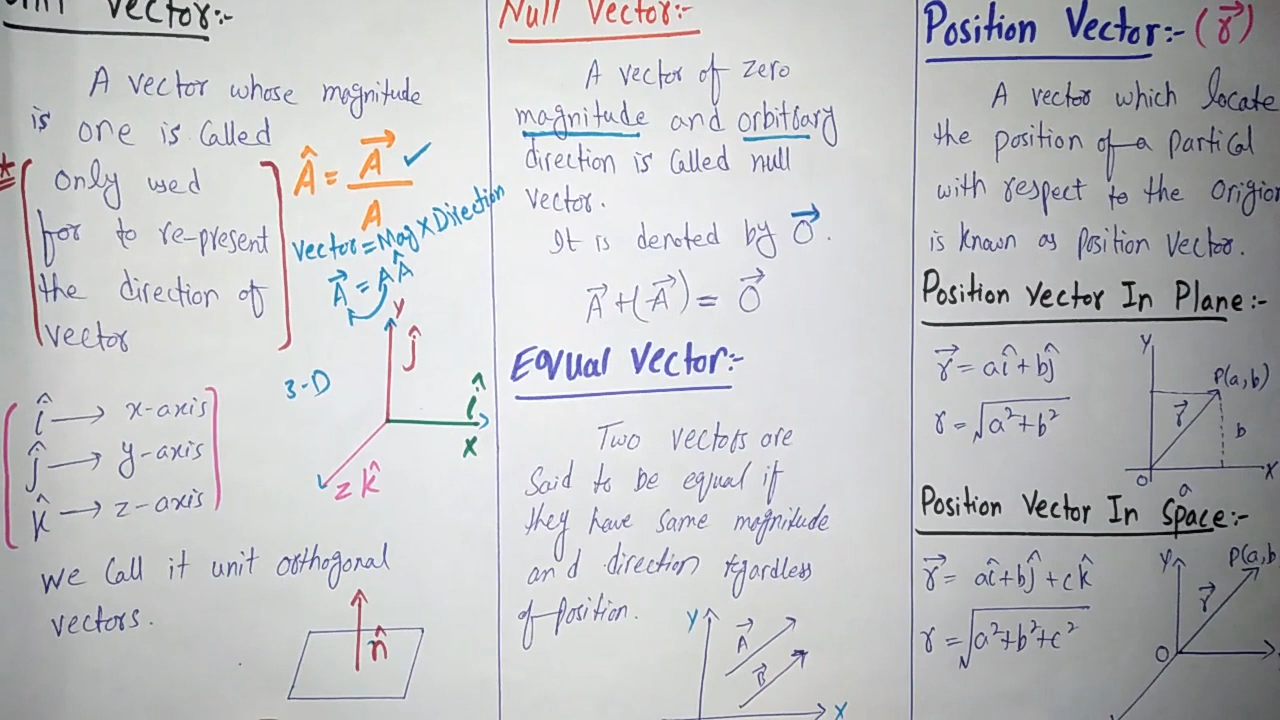 Unit Vector:-
A vector whose magnitude
is one is Called
* Only used
for to re-present
the direction of
vector
Â = A⃗ / A ✓
Vector = Mag × Direction
A⃗ = AÂ
3-D
Y
ĵ
î
X
Z k̂
î → x-axis
ĵ → y-axis
k̂ → z-axis
We Call it unit orthogonal
vectors.
n̂
Null Vector:-
A vector of zero
magnitude and orbitbary
direction is Called null
Vector.
It is denoted by O⃗.
A⃗ + (-A⃗) = O⃗
Equal Vector:-
Two vectors are
Said to be equal if
they have same magnitude
and direction regardless
of position.
Y
A⃗
B⃗
X
Position Vector:- (r⃗)
A vector which locate
the position of a partical
with respect to the Origion
is known as position vector.
Position Vector In Plane:-
r⃗ = aî + bĵ
r = √a²+b²
Y
P(a,b)
r⃗
b
O
X
a
Position Vector In Space:-
r⃗ = aî + bĵ + ck̂
r = √a²+b²+c²
Y
P(a,b
r⃗
O